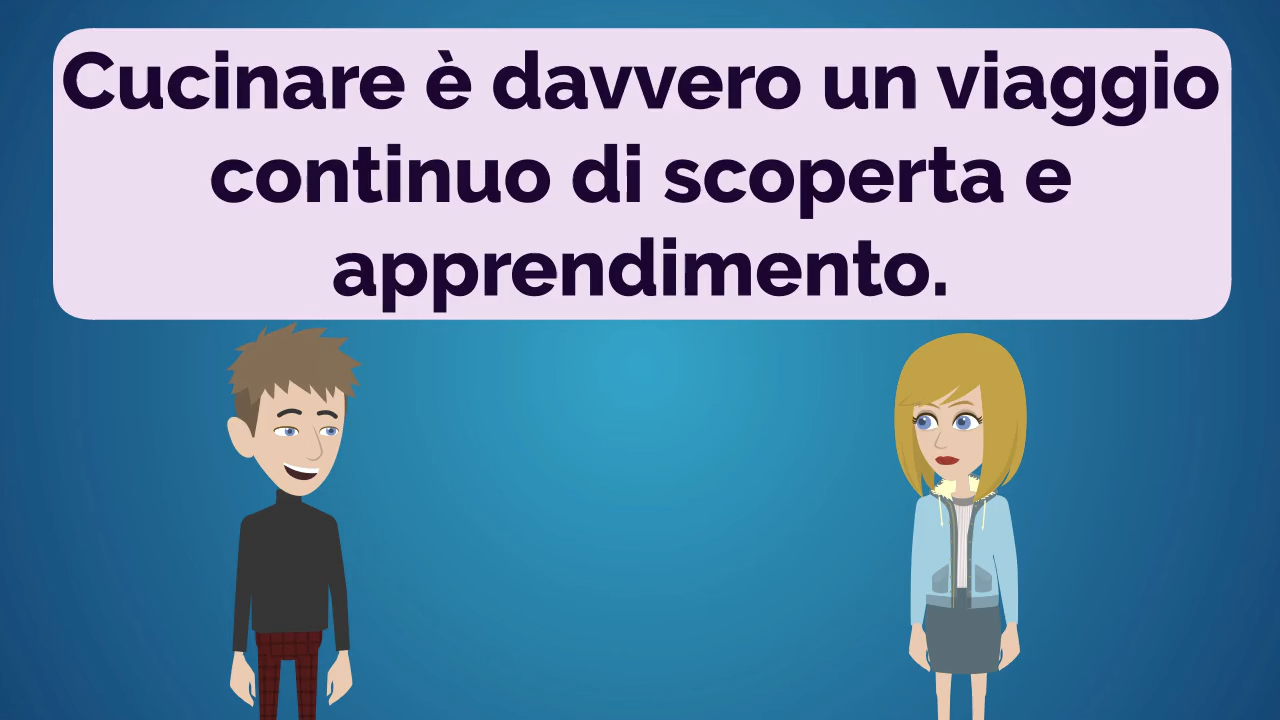 Cucinare è davvero un viaggio
continuo di scoperta e
apprendimento.